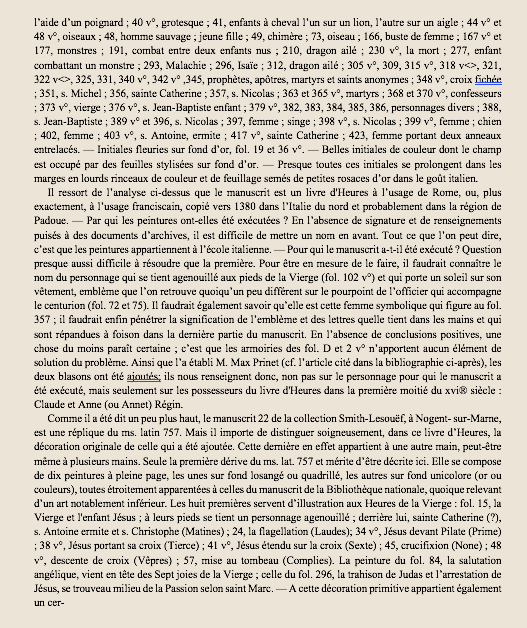 l'aide d'un poignard ; 40 v°, grotesque ; 41, enfants à cheval l'un sur un lion, l'autre sur un aigle ; 44 v° et
48 v°, oiseaux ; 48, homme sauvage ; jeune fille ; 49, chimère ; 73, oiseau ; 166, buste de femme ; 167 v° et
177, monstres ; 191, combat entre deux enfants nus ; 210, dragon ailé ; 230 v°, la mort ; 277, enfant
combattant un monstre ; 293, Malachie ; 296, Isaïe ; 312, dragon ailé ; 305 v°, 309, 315 v°, 318 v<>, 321,
322 v<>, 325, 331, 340 v°, 342 v° ,345, prophètes, apôtres, martyrs et saints anonymes ; 348 v°, croix fichée
; 351, s. Michel ; 356, sainte Catherine ; 357, s. Nicolas ; 363 et 365 v°, martyrs ; 368 et 370 v°, confesseurs
; 373 v°, vierge ; 376 v°, s. Jean-Baptiste enfant ; 379 v°, 382, 383, 384, 385, 386, personnages divers ; 388,
s. Jean-Baptiste ; 389 v° et 396, s. Nicolas ; 397, femme ; singe ; 398 v°, s. Nicolas ; 399 v°, femme ; chien
; 402, femme ; 403 v°, s. Antoine, ermite ; 417 v°, sainte Catherine ; 423, femme portant deux anneaux
entrelacés. — Initiales fleuries sur fond d'or, fol. 19 et 36 v°. — Belles initiales de couleur dont le champ
est occupé par des feuilles stylisées sur fond d'or. — Presque toutes ces initiales se prolongent dans les
marges en lourds rinceaux de couleur et de feuillage semés de petites rosaces d'or dans le goût italien.
Il ressort de l'analyse ci-dessus que le manuscrit est un livre d'Heures à l'usage de Rome, ou, plus
exactement, à l'usage franciscain, copié vers 1380 dans l'Italie du nord et probablement dans la région de
Padoue. — Par qui les peintures ont-elles été exécutées ? En l'absence de signature et de renseignements
puisés à des documents d'archives, il est difficile de mettre un nom en avant. Tout ce que l'on peut dire,
c'est que les peintures appartiennent à l'école italienne. — Pour qui le manuscrit a-t-il été exécuté ? Question
presque aussi difficile à résoudre que la première. Pour être en mesure de le faire, il faudrait connaître le
nom du personnage qui se tient agenouillé aux pieds de la Vierge (fol. 102 v°) et qui porte un soleil sur son
vêtement, emblème que l'on retrouve quoiqu'un peu différent sur le pourpoint de l'officier qui accompagne
le centurion (fol. 72 et 75). Il faudrait également savoir qu'elle est cette femme symbolique qui figure au fol.
357 ; il faudrait enfin pénétrer la signification de l'emblème et des lettres quelle tient dans les mains et qui
sont répandues à foison dans la dernière partie du manuscrit. En l'absence de conclusions positives, une
chose du moins paraît certaine ; c'est que les armoiries des fol. D et 2 v° n'apportent aucun élément de
solution du problème. Ainsi que l'a établi M. Max Prinet (cf. l'article cité dans la bibliographie ci-après), les
deux blasons ont été ajoutés; ils nous renseignent donc, non pas sur le personnage pour qui le manuscrit a
été exécuté, mais seulement sur les possesseurs du livre d'Heures dans la première moitié du xvi® siècle :
Claude et Anne (ou Annet) Régin.
Comme il a été dit un peu plus haut, le manuscrit 22 de la collection Smith-Lesouëf, à Nogent- sur-Marne,
est une réplique du ms. latin 757. Mais il importe de distinguer soigneusement, dans ce livre d'Heures, la
décoration originale de celle qui a été ajoutée. Cette dernière en effet appartient à une autre main, peut-être
même à plusieurs mains. Seule la première dérive du ms. lat. 757 et mérite d'être décrite ici. Elle se compose
de dix peintures à pleine page, les unes sur fond losangé ou quadrillé, les autres sur fond unicolore (or ou
couleurs), toutes étroitement apparentées à celles du manuscrit de la Bibliothèque nationale, quoique relevant
d'un art notablement inférieur. Les huit premières servent d'illustration aux Heures de la Vierge : fol. 15, la
Vierge et l'enfant Jésus ; à leurs pieds se tient un personnage agenouillé ; derrière lui, sainte Catherine (?),
s. Antoine ermite et s. Christophe (Matines) ; 24, la flagellation (Laudes); 34 v°, Jésus devant Pilate (Prime)
; 38 v°, Jésus portant sa croix (Tierce) ; 41 v°, Jésus étendu sur la croix (Sexte) ; 45, crucifixion (None) ; 48
v°, descente de croix (Vêpres) ; 57, mise au tombeau (Complies). La peinture du fol. 84, la salutation
angélique, vient en tête des Sept joies de la Vierge ; celle du fol. 296, la trahison de Judas et l'arrestation de
Jésus, se trouve au milieu de la Passion selon saint Marc. — A cette décoration primitive appartient également
un cer-